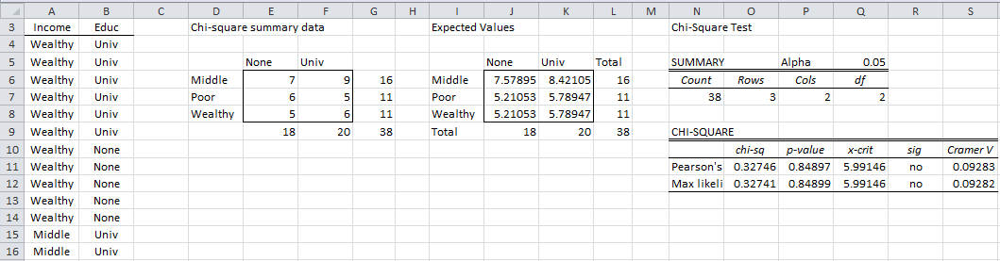 A B C D E F G H I J K L M N O P Q R S
3 Income Educ Chi-square summary data Expected Values Chi-Square Test
4 Wealthy Univ
5 Wealthy Univ None Univ None Univ Total SUMMARY Alpha 0.05
6 Wealthy Univ Middle 7 9 16 Middle 7.57895 8.42105 16 Count Rows Cols df
7 Wealthy Univ Poor 6 5 11 Poor 5.21053 5.78947 11 38 3 2 2
8 Wealthy Univ Wealthy 5 6 11 Wealthy 5.21053 5.78947 11
9 Wealthy Univ 18 20 38 Total 18 20 38 CHI-SQUARE
10 Wealthy None chi-sq p-value x-crit sig Cramer V
11 Wealthy None Pearson's 0.32746 0.84897 5.99146 no 0.09283
12 Wealthy None Max likeli 0.32741 0.84899 5.99146 no 0.09282
13 Wealthy None
14 Wealthy None
15 Middle Univ
16 Middle Univ